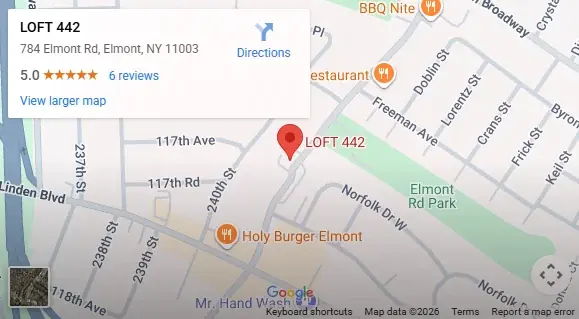 LOFT 442
784 Elmont Rd, Elmont, NY 11003
5.0
6 reviews
View larger map
Directions
BBQ Nite
Broadway
Crystal
Pl
estaurant
Doblin St
Lorentz St
Crans St
Frick St
Keil St
Byron
Freeman Ave
117th Ave
LOFT 442
237th St
117th Rd
240th St
Elmont
Rd Park
Linden Blvd
Norfolk Dr W
Holy Burger Elmont
238th St
239th St
118th Ave
Mr. Hand Wash
Google
Keyboard shortcuts
Map data ©2026
Terms
Report a map error